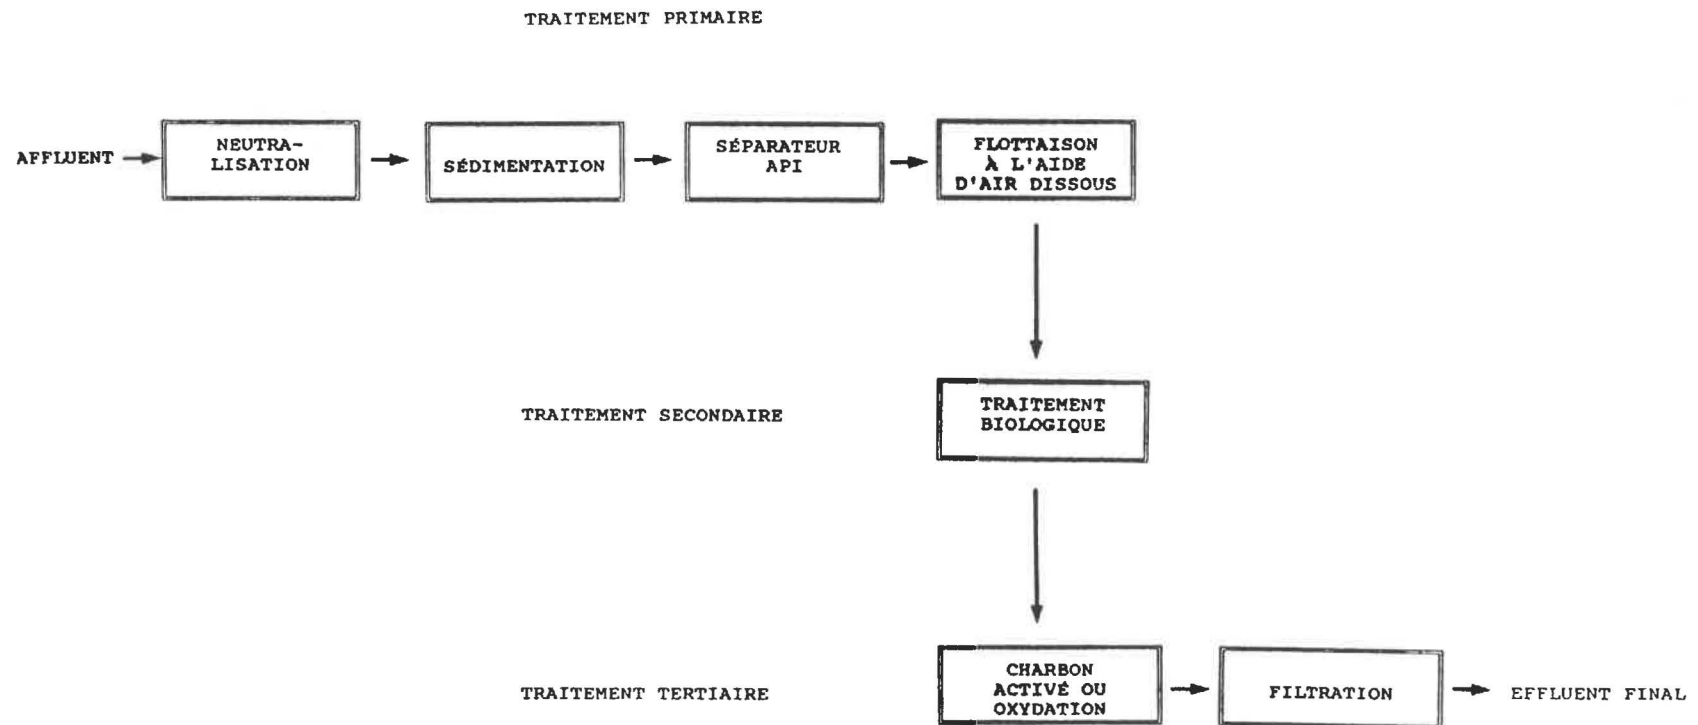 TRAITEMENT PRIMAIRE
AFFLUENT
NEUTRA-
LISATION
SÉDIMENTATION
SÉPARATEUR
API
FLOTTAISON
À L'AIDE
D'AIR DISSOUS
TRAITEMENT SECONDAIRE
TRAITEMENT
BIOLOGIQUE
TRAITEMENT TERTIAIRE
CHARBON
ACTIVÉ OU
OXYDATION
FILTRATION
EFFLUENT FINAL